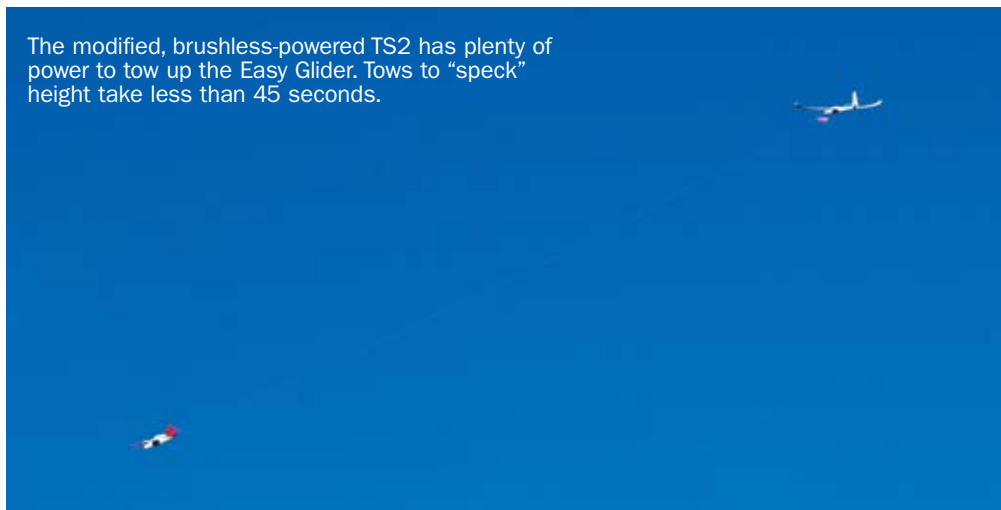 The modified, brushless-powered TS2 has plenty of
power to tow up the Easy Glider. Tows to “speck”
height take less than 45 seconds.